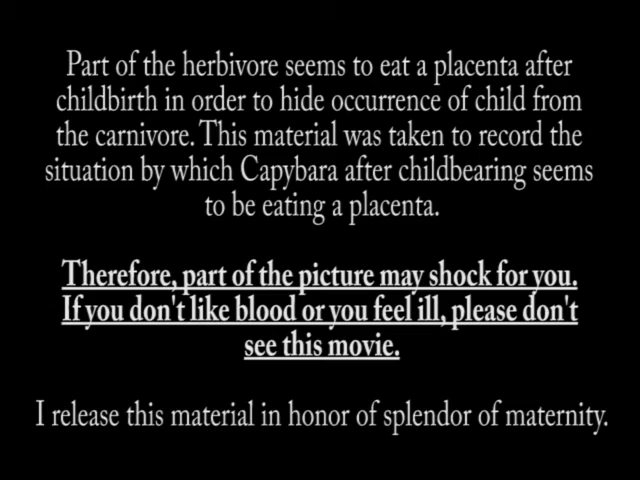 Part of the herbivore seems to eat a placenta after
childbirth in order to hide occurrence of child from
the carnivore. This material was taken to record the
situation by which Capybara after childbearing seems
to be eating a placenta.
Therefore, part of the picture may shock for you.
If you don't like blood or you feel ill, please don't
see this movie.
I release this material in honor of splendor of maternity.